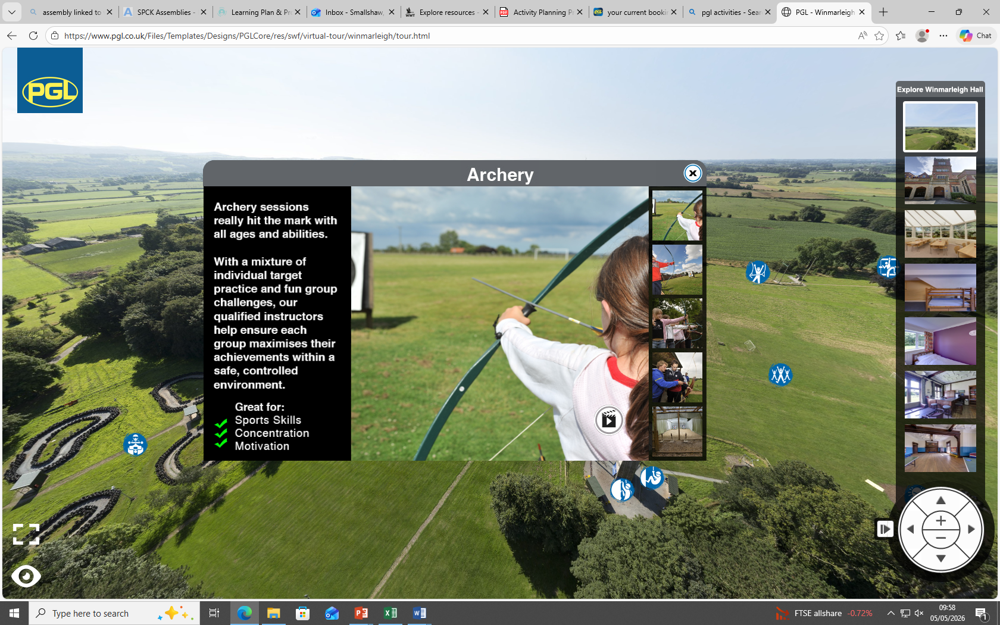 assembly linked to
SPCK Assemblies -
Learning Plan & Pr
Inbox - Smallshaw,
Explore resources -
Activity Planning P
your current bookin
pgl activities - Sear
PGL - Winmarleigh
https://www.pgl.co.uk/Files/Templates/Designs/PGLCore/res/swf/virtual-tour/winmarleigh/tour.html
Chat
PGL
Explore Winmarleigh Hall
Archery
Archery sessions
really hit the mark with
all ages and abilities.
With a mixture of
individual target
practice and fun group
challenges, our
qualified instructors
help ensure each
group maximises their
achievements within a
safe, controlled
environment.
Great for:
Sports Skills
Concentration
Motivation
Type here to search
FTSE allshare -0.72%
09:58
05/05/2026
1